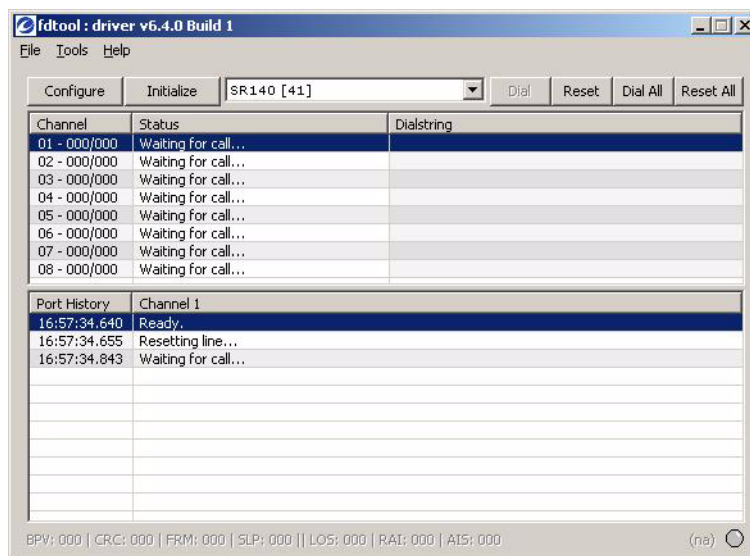 fdtool : driver v6.4.0 Build 1
File Tools Help
Configure Initialize SR140 [41] Dial Reset Dial All Reset All
Channel Status Dialstring
01 - 000/000 Waiting for call...
02 - 000/000 Waiting for call...
03 - 000/000 Waiting for call...
04 - 000/000 Waiting for call...
05 - 000/000 Waiting for call...
06 - 000/000 Waiting for call...
07 - 000/000 Waiting for call...
08 - 000/000 Waiting for call...
Port History Channel 1
16:57:34.640 Ready.
16:57:34.655 Resetting line...
16:57:34.843 Waiting for call...
BPV: 000 | CRC: 000 | FRM: 000 | SLP: 000 || LOS: 000 | RAI: 000 | AIS: 000 (na)